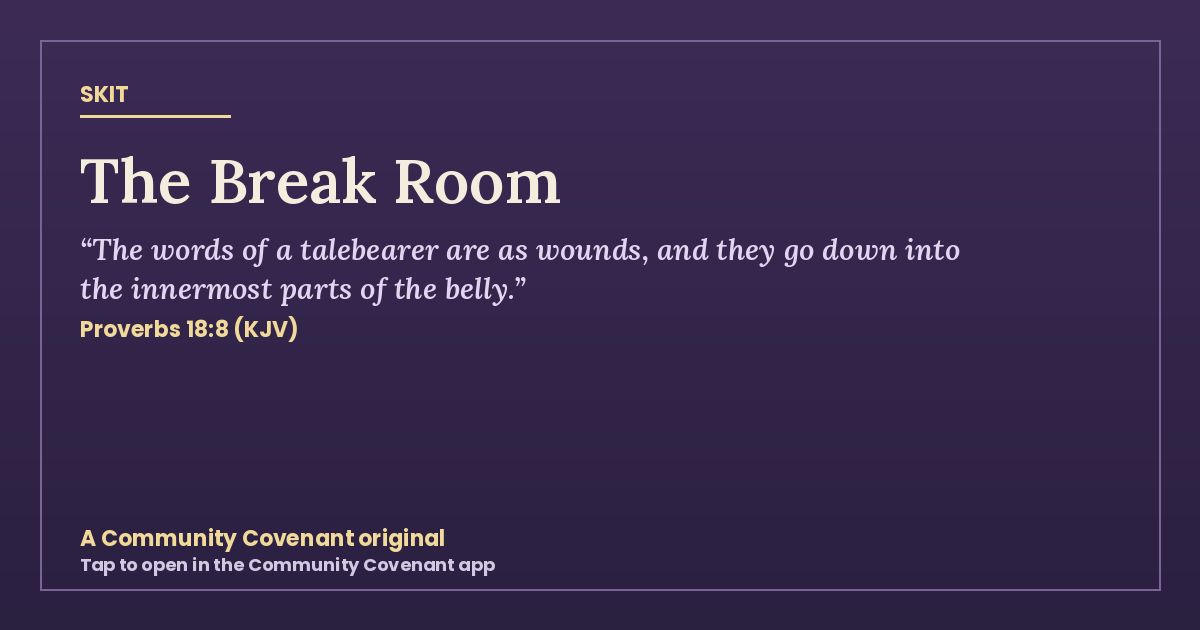 SKIT
The Break Room
“The words of a talebearer are as wounds, and they go down into
the innermost parts of the belly.”
Proverbs 18:8 (KJV)
A Community Covenant original
Tap to open in the Community Covenant app